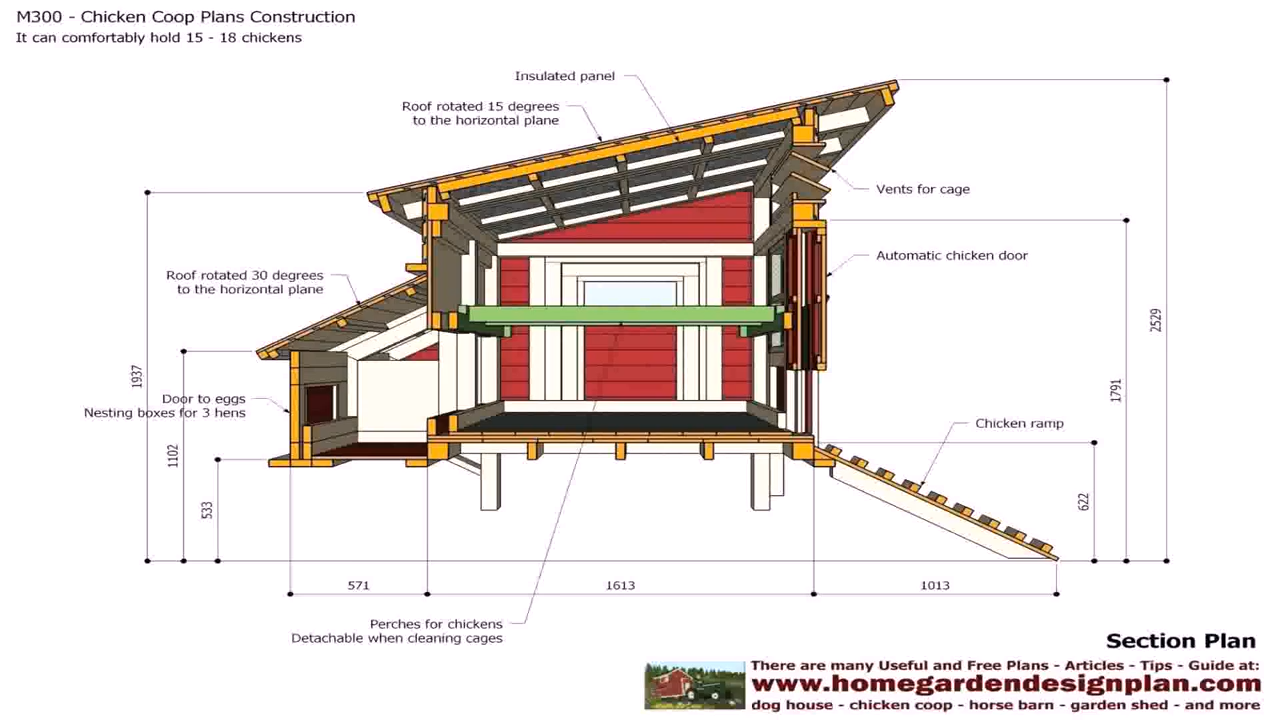 M300 - Chicken Coop Plans Construction
It can comfortably hold 15 - 18 chickens
Insulated panel
Roof rotated 15 degrees
to the horizontal plane
Vents for cage
Automatic chicken door
Roof rotated 30 degrees
to the horizontal plane
2529
1937
1791
Door to eggs
Nesting boxes for 3 hens
Chicken ramp
1102
533
622
571
1613
1013
Perches for chickens
Detachable when cleaning cages
Section Plan
There are many Useful and Free Plans - Articles - Tips - Guide at:
www.homegardendesignplan.com
dog house - chicken coop - horse barn - garden shed - and more